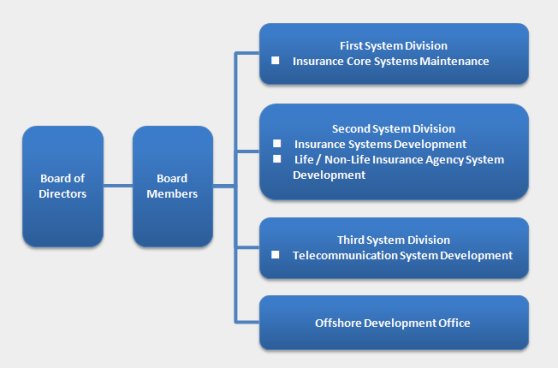 Board of
Directors
Board
Members
First System Division
■ Insurance Core Systems Maintenance
Second System Division
■ Insurance Systems Development
■ Life / Non-Life Insurance Agency System
Development
Third System Division
■ Telecommunication System Development
Offshore Development Office